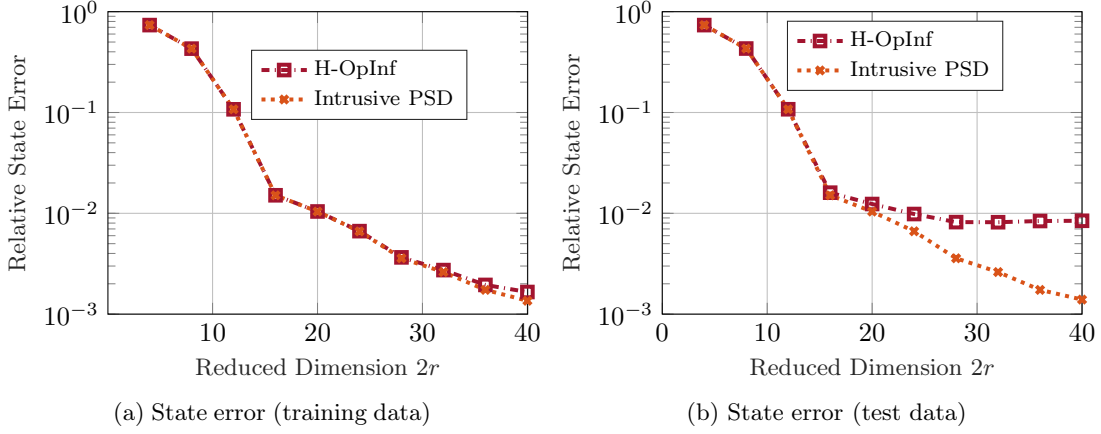 10^0
10^-1
10^-2
10^-3
Relative State Error
H-OpInf
Intrusive PSD
10 20 30 40
Reduced Dimension 2r
(a) State error (training data)
10^0
10^-1
10^-2
10^-3
Relative State Error
H-OpInf
Intrusive PSD
0 10 20 30 40
Reduced Dimension 2r
(b) State error (test data)